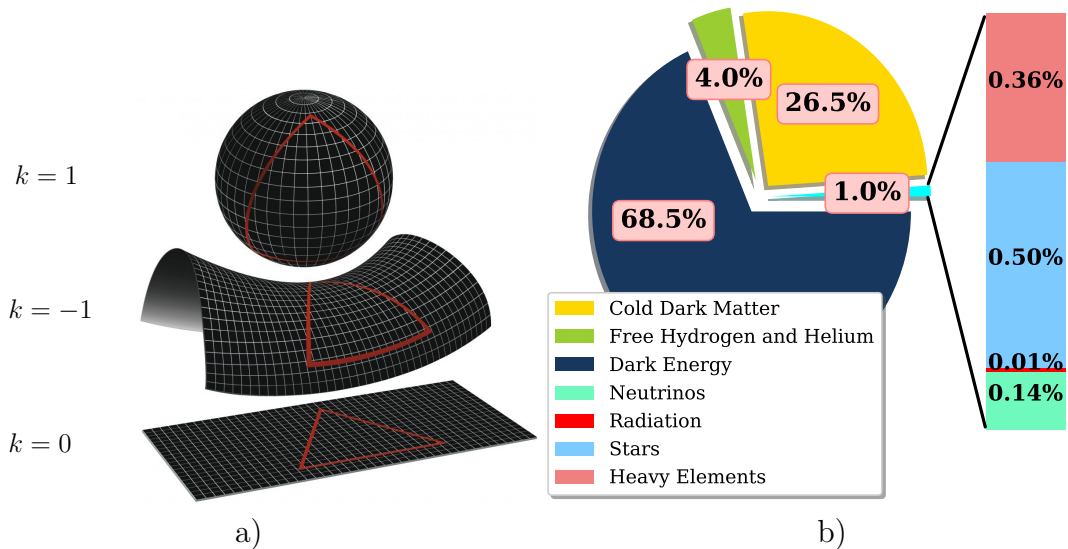 k = 1
k = −1
k = 0
a)
4.0%
26.5%
1.0%
68.5%
0.36%
0.50%
0.01%
0.14%
Cold Dark Matter
Free Hydrogen and Helium
Dark Energy
Neutrinos
Radiation
Stars
Heavy Elements
b)